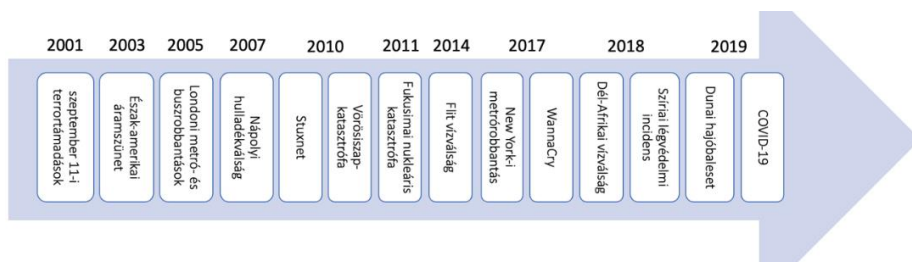 2001 2003 2005 2007 2010 2011 2014 2017 2018 2019
szeptember 11-i
terrortámadások
Észak-amerikai
áramszünet
Londoni metró- és
buszrobbantások
Nápolyi
hulladékválság
Stuxnet
Vörösiszap-
katasztrófa
Fukusimai nukleáris
katasztrófa
Flit vízválság
New York-i
metrórobbantás
WannaCry
Dél-Afrikai vízválság
Szíriai légvédelmi
incidens
Dunai hajóbaleset
COVID-19